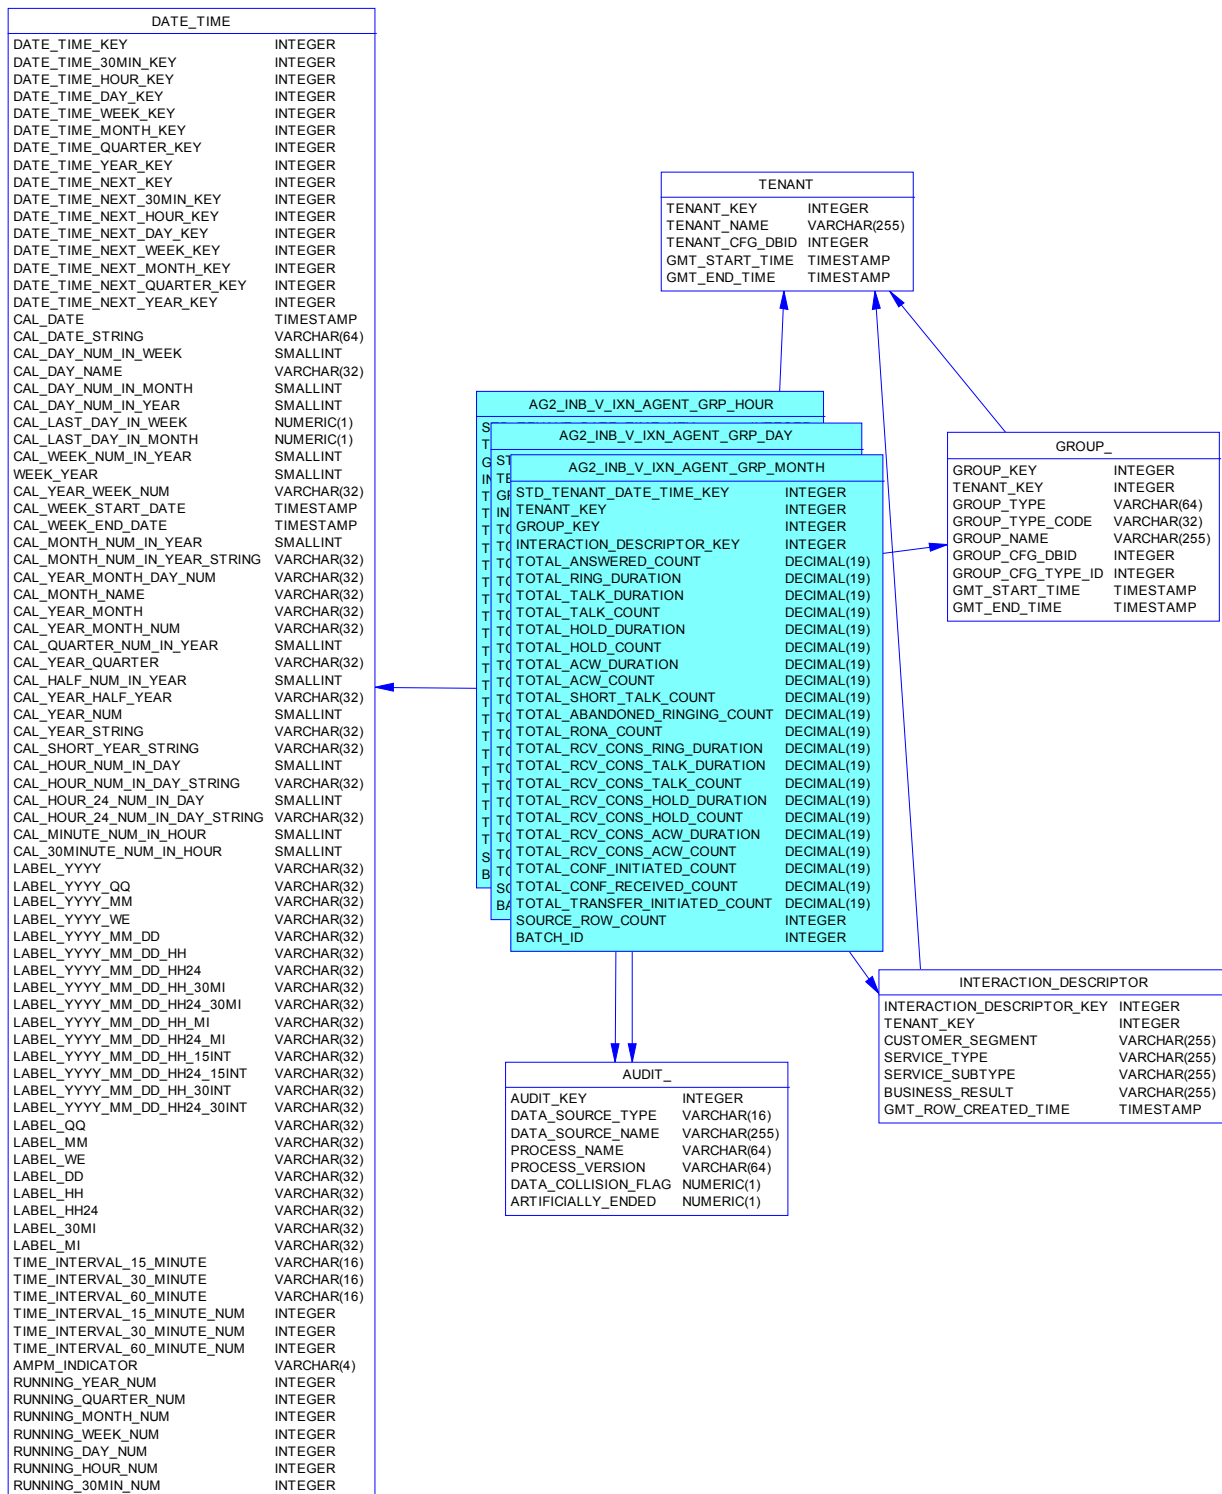 DATE_TIME
DATE_TIME_KEY INTEGER
DATE_TIME_30MIN_KEY INTEGER
DATE_TIME_HOUR_KEY INTEGER
DATE_TIME_DAY_KEY INTEGER
DATE_TIME_WEEK_KEY INTEGER
DATE_TIME_MONTH_KEY INTEGER
DATE_TIME_QUARTER_KEY INTEGER
DATE_TIME_YEAR_KEY INTEGER
DATE_TIME_NEXT_KEY INTEGER
DATE_TIME_NEXT_30MIN_KEY INTEGER
DATE_TIME_NEXT_HOUR_KEY INTEGER
DATE_TIME_NEXT_DAY_KEY INTEGER
DATE_TIME_NEXT_WEEK_KEY INTEGER
DATE_TIME_NEXT_MONTH_KEY INTEGER
DATE_TIME_NEXT_QUARTER_KEY INTEGER
DATE_TIME_NEXT_YEAR_KEY INTEGER
CAL_DATE TIMESTAMP
CAL_DATE_STRING VARCHAR(64)
CAL_DAY_NUM_IN_WEEK SMALLINT
CAL_DAY_NAME VARCHAR(32)
CAL_DAY_NUM_IN_MONTH SMALLINT
CAL_DAY_NUM_IN_YEAR SMALLINT
CAL_LAST_DAY_IN_WEEK NUMERIC(1)
CAL_LAST_DAY_IN_MONTH NUMERIC(1)
CAL_WEEK_NUM_IN_YEAR SMALLINT
WEEK_YEAR SMALLINT
CAL_YEAR_WEEK_NUM VARCHAR(32)
CAL_WEEK_START_DATE TIMESTAMP
CAL_WEEK_END_DATE TIMESTAMP
CAL_MONTH_NUM_IN_YEAR SMALLINT
CAL_MONTH_NUM_IN_YEAR_STRING VARCHAR(32)
CAL_YEAR_MONTH_DAY_NUM VARCHAR(32)
CAL_MONTH_NAME VARCHAR(32)
CAL_YEAR_MONTH VARCHAR(32)
CAL_YEAR_MONTH_NUM VARCHAR(32)
CAL_QUARTER_NUM_IN_YEAR SMALLINT
CAL_YEAR_QUARTER VARCHAR(32)
CAL_HALF_NUM_IN_YEAR SMALLINT
CAL_YEAR_HALF_YEAR VARCHAR(32)
CAL_YEAR_NUM SMALLINT
CAL_YEAR_STRING VARCHAR(32)
CAL_SHORT_YEAR_STRING VARCHAR(32)
CAL_HOUR_NUM_IN_DAY SMALLINT
CAL_HOUR_NUM_IN_DAY_STRING VARCHAR(32)
CAL_HOUR_24_NUM_IN_DAY SMALLINT
CAL_HOUR_24_NUM_IN_DAY_STRING VARCHAR(32)
CAL_MINUTE_NUM_IN_HOUR SMALLINT
CAL_30MINUTE_NUM_IN_HOUR SMALLINT
LABEL_YYYY VARCHAR(32)
LABEL_YYYY_QQ VARCHAR(32)
LABEL_YYYY_MM VARCHAR(32)
LABEL_YYYY_WE VARCHAR(32)
LABEL_YYYY_MM_DD VARCHAR(32)
LABEL_YYYY_MM_DD_HH VARCHAR(32)
LABEL_YYYY_MM_DD_HH24 VARCHAR(32)
LABEL_YYYY_MM_DD_HH_30MI VARCHAR(32)
LABEL_YYYY_MM_DD_HH24_30MI VARCHAR(32)
LABEL_YYYY_MM_DD_HH_MI VARCHAR(32)
LABEL_YYYY_MM_DD_HH24_MI VARCHAR(32)
LABEL_YYYY_MM_DD_HH_15INT VARCHAR(32)
LABEL_YYYY_MM_DD_HH24_15INT VARCHAR(32)
LABEL_YYYY_MM_DD_HH_30INT VARCHAR(32)
LABEL_YYYY_MM_DD_HH24_30INT VARCHAR(32)
LABEL_QQ VARCHAR(32)
LABEL_MM VARCHAR(32)
LABEL_WE VARCHAR(32)
LABEL_DD VARCHAR(32)
LABEL_HH VARCHAR(32)
LABEL_HH24 VARCHAR(32)
LABEL_30MI VARCHAR(32)
LABEL_MI VARCHAR(32)
TIME_INTERVAL_15_MINUTE VARCHAR(16)
TIME_INTERVAL_30_MINUTE VARCHAR(16)
TIME_INTERVAL_60_MINUTE VARCHAR(16)
TIME_INTERVAL_15_MINUTE_NUM INTEGER
TIME_INTERVAL_30_MINUTE_NUM INTEGER
TIME_INTERVAL_60_MINUTE_NUM INTEGER
AMPM_INDICATOR VARCHAR(4)
RUNNING_YEAR_NUM INTEGER
RUNNING_QUARTER_NUM INTEGER
RUNNING_MONTH_NUM INTEGER
RUNNING_WEEK_NUM INTEGER
RUNNING_DAY_NUM INTEGER
RUNNING_HOUR_NUM INTEGER
RUNNING_30MIN_NUM INTEGER
TENANT
TENANT_KEY INTEGER
TENANT_NAME VARCHAR(255)
TENANT_CFG_DBID INTEGER
GMT_START_TIME TIMESTAMP
GMT_END_TIME TIMESTAMP
AG2_INB_V_IXN_AGENT_GRP_HOUR
AG2_INB_V_IXN_AGENT_GRP_DAY
AG2_INB_V_IXN_AGENT_GRP_MONTH
STD_TENANT_DATE_TIME_KEY INTEGER
TENANT_KEY INTEGER
GROUP_KEY INTEGER
INTERACTION_DESCRIPTOR_KEY INTEGER
TOTAL_ANSWERED_COUNT DECIMAL(19)
TOTAL_RING_DURATION DECIMAL(19)
TOTAL_TALK_DURATION DECIMAL(19)
TOTAL_TALK_COUNT DECIMAL(19)
TOTAL_HOLD_DURATION DECIMAL(19)
TOTAL_HOLD_COUNT DECIMAL(19)
TOTAL_ACW_DURATION DECIMAL(19)
TOTAL_ACW_COUNT DECIMAL(19)
TOTAL_SHORT_TALK_COUNT DECIMAL(19)
TOTAL_ABANDONED_RINGING_COUNT DECIMAL(19)
TOTAL_RONA_COUNT DECIMAL(19)
TOTAL_RCV_CONS_RING_DURATION DECIMAL(19)
TOTAL_RCV_CONS_TALK_DURATION DECIMAL(19)
TOTAL_RCV_CONS_TALK_COUNT DECIMAL(19)
TOTAL_RCV_CONS_HOLD_DURATION DECIMAL(19)
TOTAL_RCV_CONS_HOLD_COUNT DECIMAL(19)
TOTAL_RCV_CONS_ACW_DURATION DECIMAL(19)
TOTAL_RCV_CONS_ACW_COUNT DECIMAL(19)
TOTAL_CONF_INITIATED_COUNT DECIMAL(19)
TOTAL_CONF_RECEIVED_COUNT DECIMAL(19)
TOTAL_TRANSFER_INITIATED_COUNT DECIMAL(19)
SOURCE_ROW_COUNT INTEGER
BATCH_ID INTEGER
GROUP_
GROUP_KEY INTEGER
TENANT_KEY INTEGER
GROUP_TYPE VARCHAR(64)
GROUP_TYPE_CODE VARCHAR(32)
GROUP_NAME VARCHAR(255)
GROUP_CFG_DBID INTEGER
GROUP_CFG_TYPE_ID INTEGER
GMT_START_TIME TIMESTAMP
GMT_END_TIME TIMESTAMP
INTERACTION_DESCRIPTOR
INTERACTION_DESCRIPTOR_KEY INTEGER
TENANT_KEY INTEGER
CUSTOMER_SEGMENT VARCHAR(255)
SERVICE_TYPE VARCHAR(255)
SERVICE_SUBTYPE VARCHAR(255)
BUSINESS_RESULT VARCHAR(255)
GMT_ROW_CREATED_TIME TIMESTAMP
AUDIT_
AUDIT_KEY INTEGER
DATA_SOURCE_TYPE VARCHAR(16)
DATA_SOURCE_NAME VARCHAR(255)
PROCESS_NAME VARCHAR(64)
PROCESS_VERSION VARCHAR(64)
DATA_COLLISION_FLAG NUMERIC(1)
ARTIFICIALLY_ENDED NUMERIC(1)